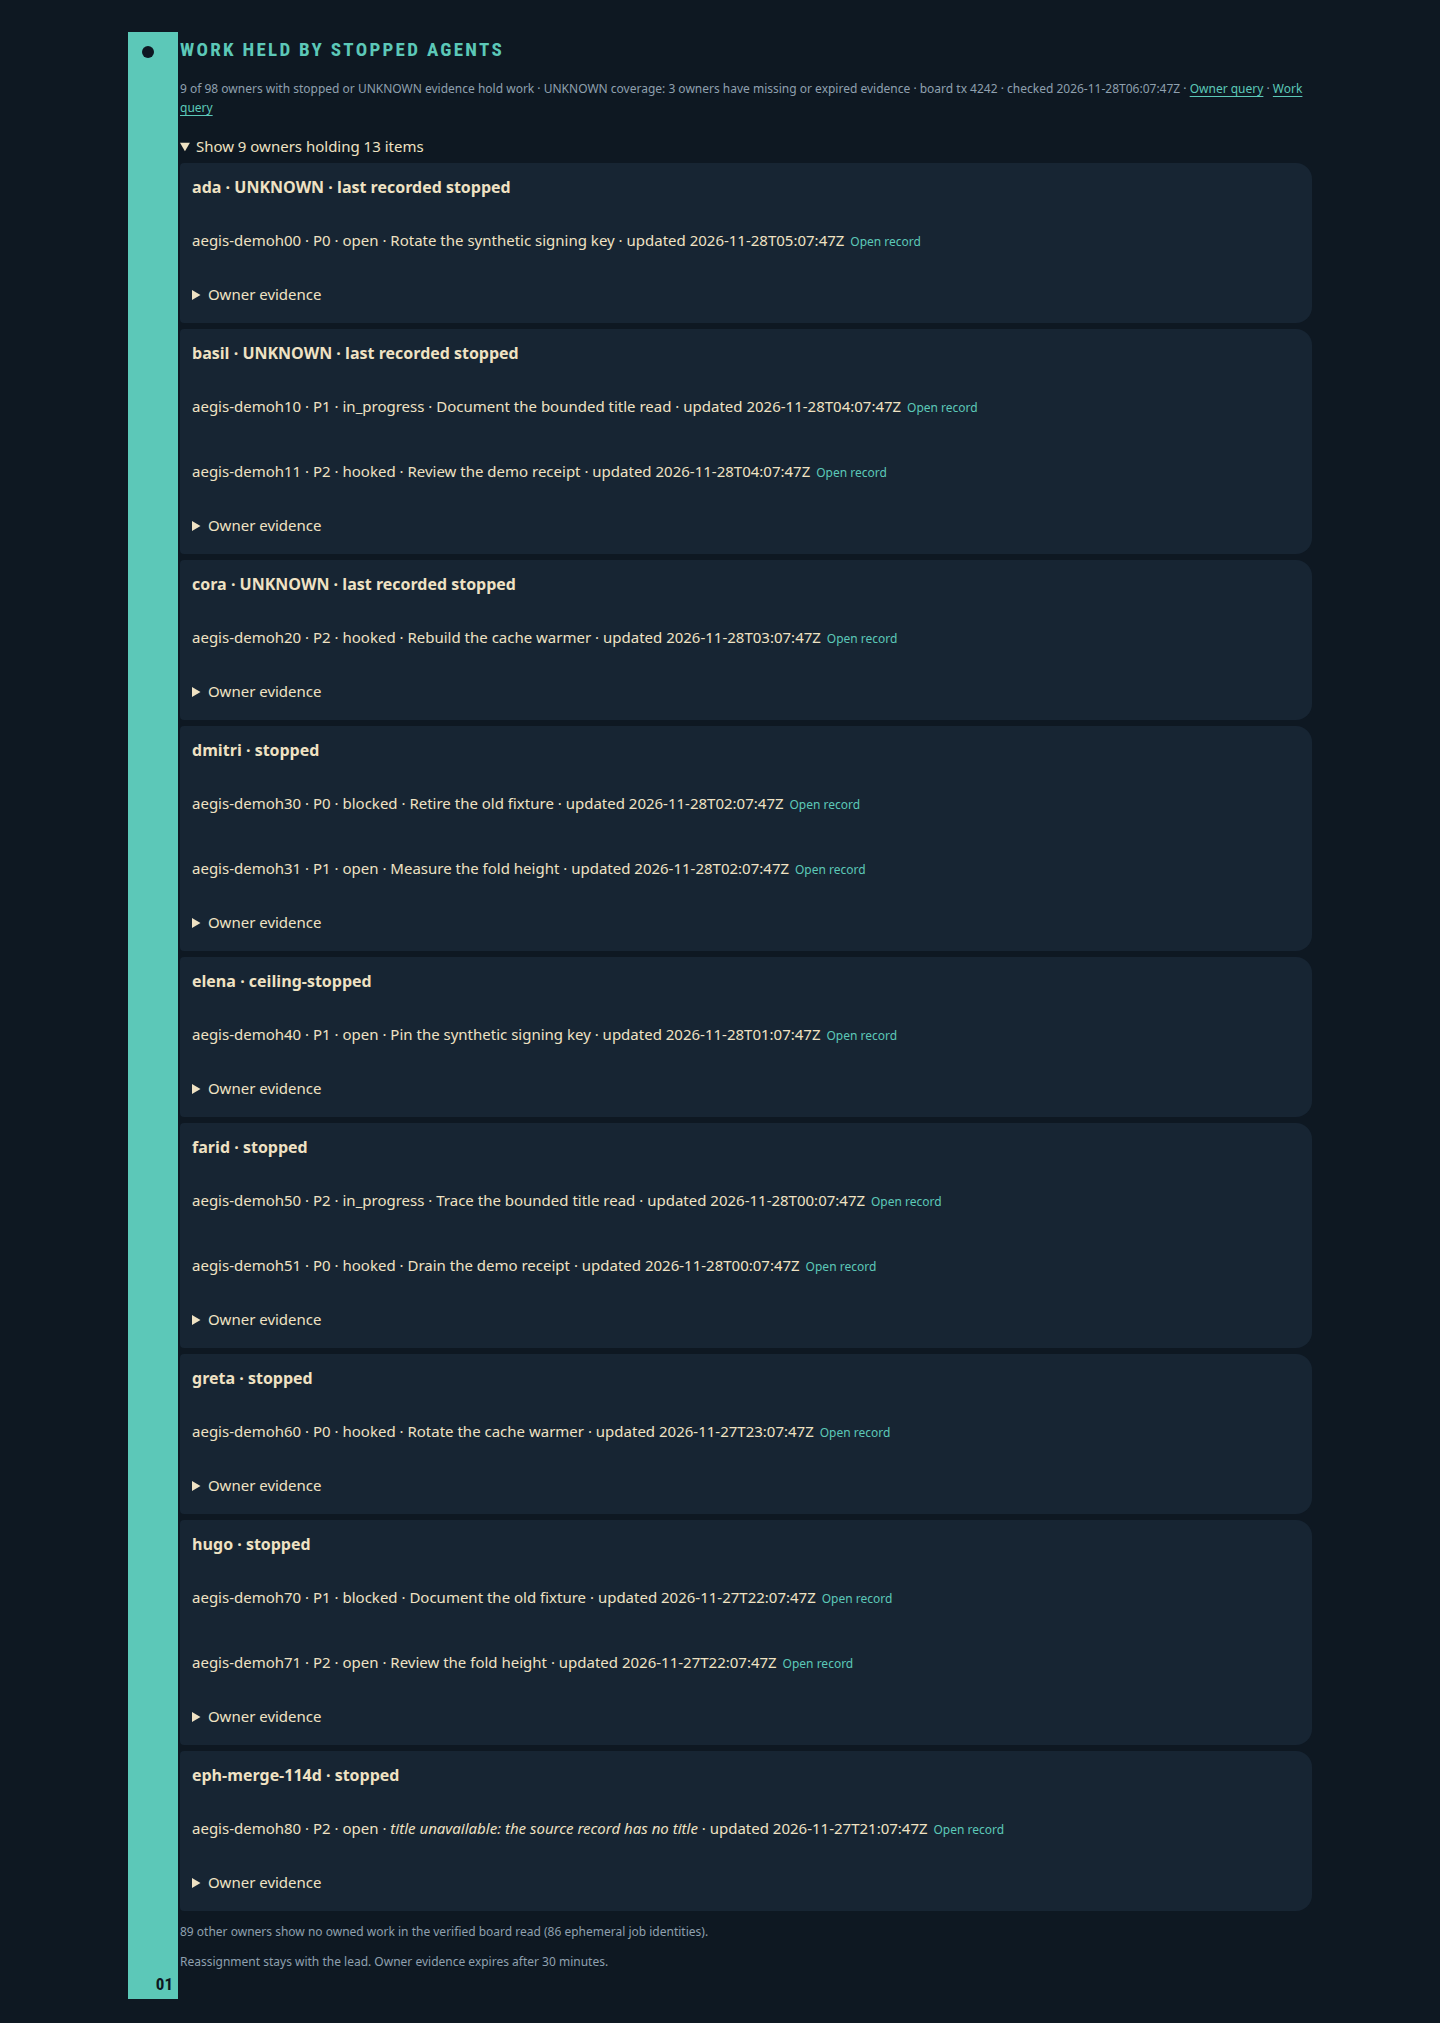 WORK HELD BY STOPPED AGENTS
9 of 98 owners with stopped or UNKNOWN evidence hold work · UNKNOWN coverage: 3 owners have missing or expired evidence · board tx 4242 · checked 2026-11-28T06:07:47Z · Owner query · Work
query
▼ Show 9 owners holding 13 items
ada · UNKNOWN · last recorded stopped
aegis-demoh00 · P0 · open · Rotate the synthetic signing key · updated 2026-11-28T05:07:47Z Open record
▶ Owner evidence
basil · UNKNOWN · last recorded stopped
aegis-demoh10 · P1 · in_progress · Document the bounded title read · updated 2026-11-28T04:07:47Z Open record
aegis-demoh11 · P2 · hooked · Review the demo receipt · updated 2026-11-28T04:07:47Z Open record
▶ Owner evidence
cora · UNKNOWN · last recorded stopped
aegis-demoh20 · P2 · hooked · Rebuild the cache warmer · updated 2026-11-28T03:07:47Z Open record
▶ Owner evidence
dmitri · stopped
aegis-demoh30 · P0 · blocked · Retire the old fixture · updated 2026-11-28T02:07:47Z Open record
aegis-demoh31 · P1 · open · Measure the fold height · updated 2026-11-28T02:07:47Z Open record
▶ Owner evidence
elena · ceiling-stopped
aegis-demoh40 · P1 · open · Pin the synthetic signing key · updated 2026-11-28T01:07:47Z Open record
▶ Owner evidence
farid · stopped
aegis-demoh50 · P2 · in_progress · Trace the bounded title read · updated 2026-11-28T00:07:47Z Open record
aegis-demoh51 · P0 · hooked · Drain the demo receipt · updated 2026-11-28T00:07:47Z Open record
▶ Owner evidence
greta · stopped
aegis-demoh60 · P0 · hooked · Rotate the cache warmer · updated 2026-11-27T23:07:47Z Open record
▶ Owner evidence
hugo · stopped
aegis-demoh70 · P1 · blocked · Document the old fixture · updated 2026-11-27T22:07:47Z Open record
aegis-demoh71 · P2 · open · Review the fold height · updated 2026-11-27T22:07:47Z Open record
▶ Owner evidence
eph-merge-114d · stopped
aegis-demoh80 · P2 · open · title unavailable: the source record has no title · updated 2026-11-27T21:07:47Z Open record
▶ Owner evidence
89 other owners show no owned work in the verified board read (86 ephemeral job identities).
Reassignment stays with the lead. Owner evidence expires after 30 minutes.
01